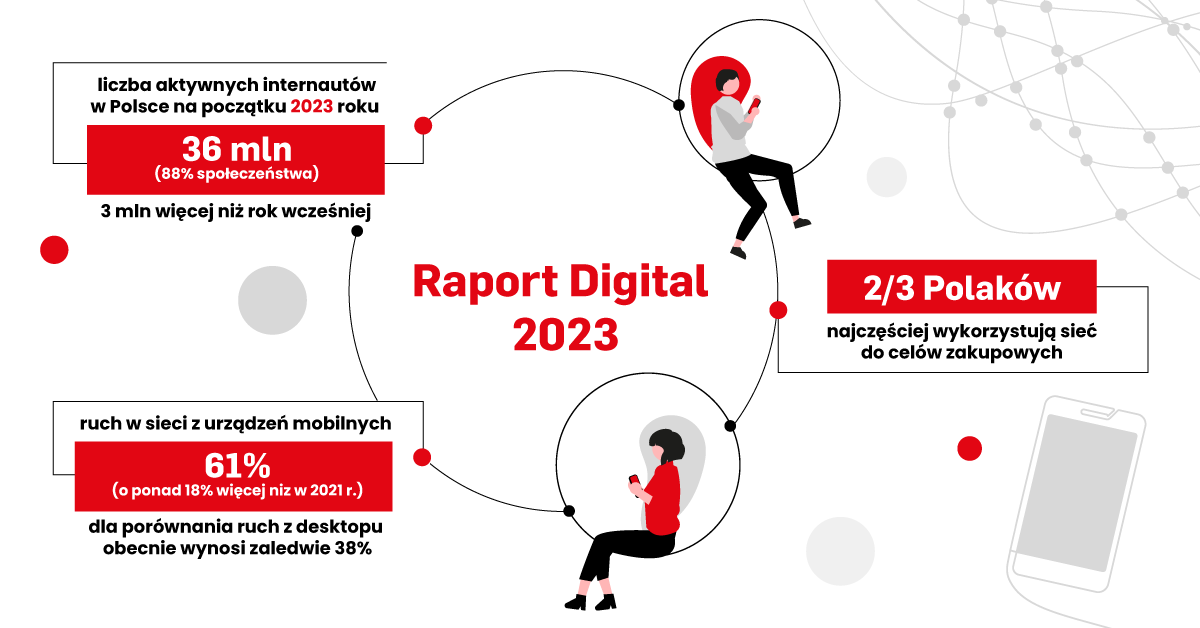 liczba aktywnych internautów
w Polsce na początku 2023 roku
36 mln
(88% społeczeństwa)
3 mln więcej niż rok wcześniej
Raport Digital
2023
2/3 Polaków
najczęściej wykorzystują sieć
do celów zakupowych
ruch w sieci z urządzeń mobilnych
61%
(o ponad 18% więcej niz w 2021 r.)
dla porównania ruch z desktopu
obecnie wynosi zaledwie 38%